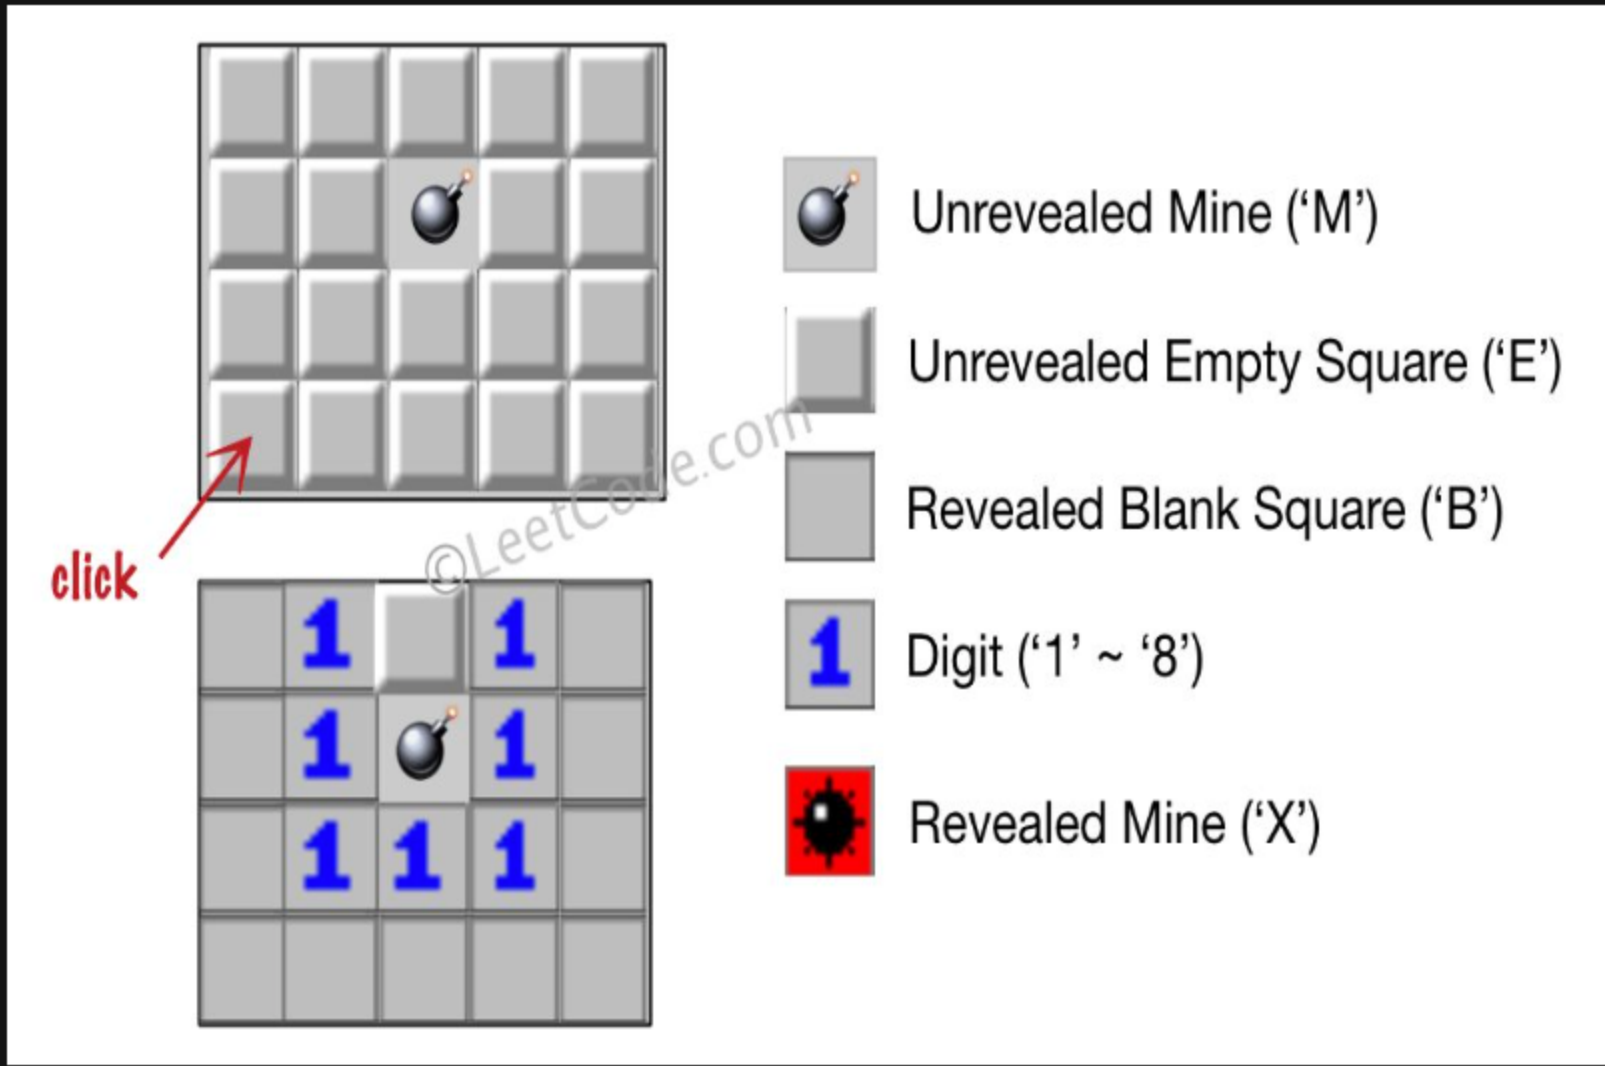 Unrevealed Mine (‘M’)
Unrevealed Empty Square (‘E’)
©LeetCode.com
Revealed Blank Square (‘B’)
click
1 1
1 1
1 1 1
1 Digit (‘1’ ~ ‘8’)
Revealed Mine (‘X’)